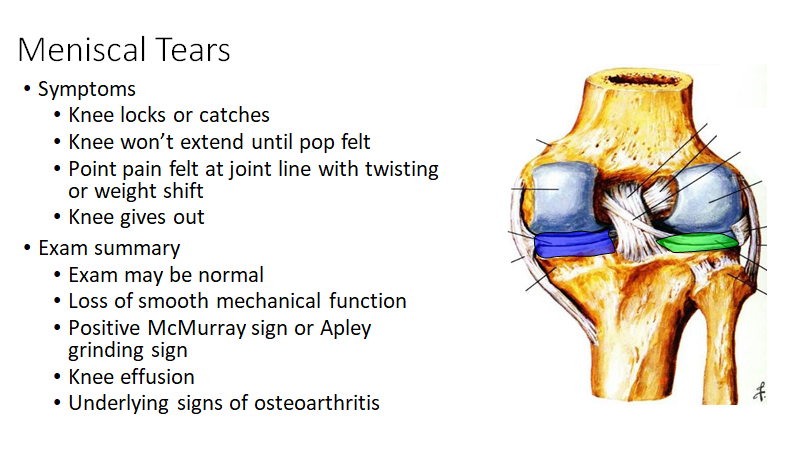 Meniscal Tears
• Symptoms
• Knee locks or catches
• Knee won’t extend until pop felt
• Point pain felt at joint line with twisting
or weight shift
• Knee gives out
• Exam summary
• Exam may be normal
• Loss of smooth mechanical function
• Positive McMurray sign or Apley
grinding sign
• Knee effusion
• Underlying signs of osteoarthritis